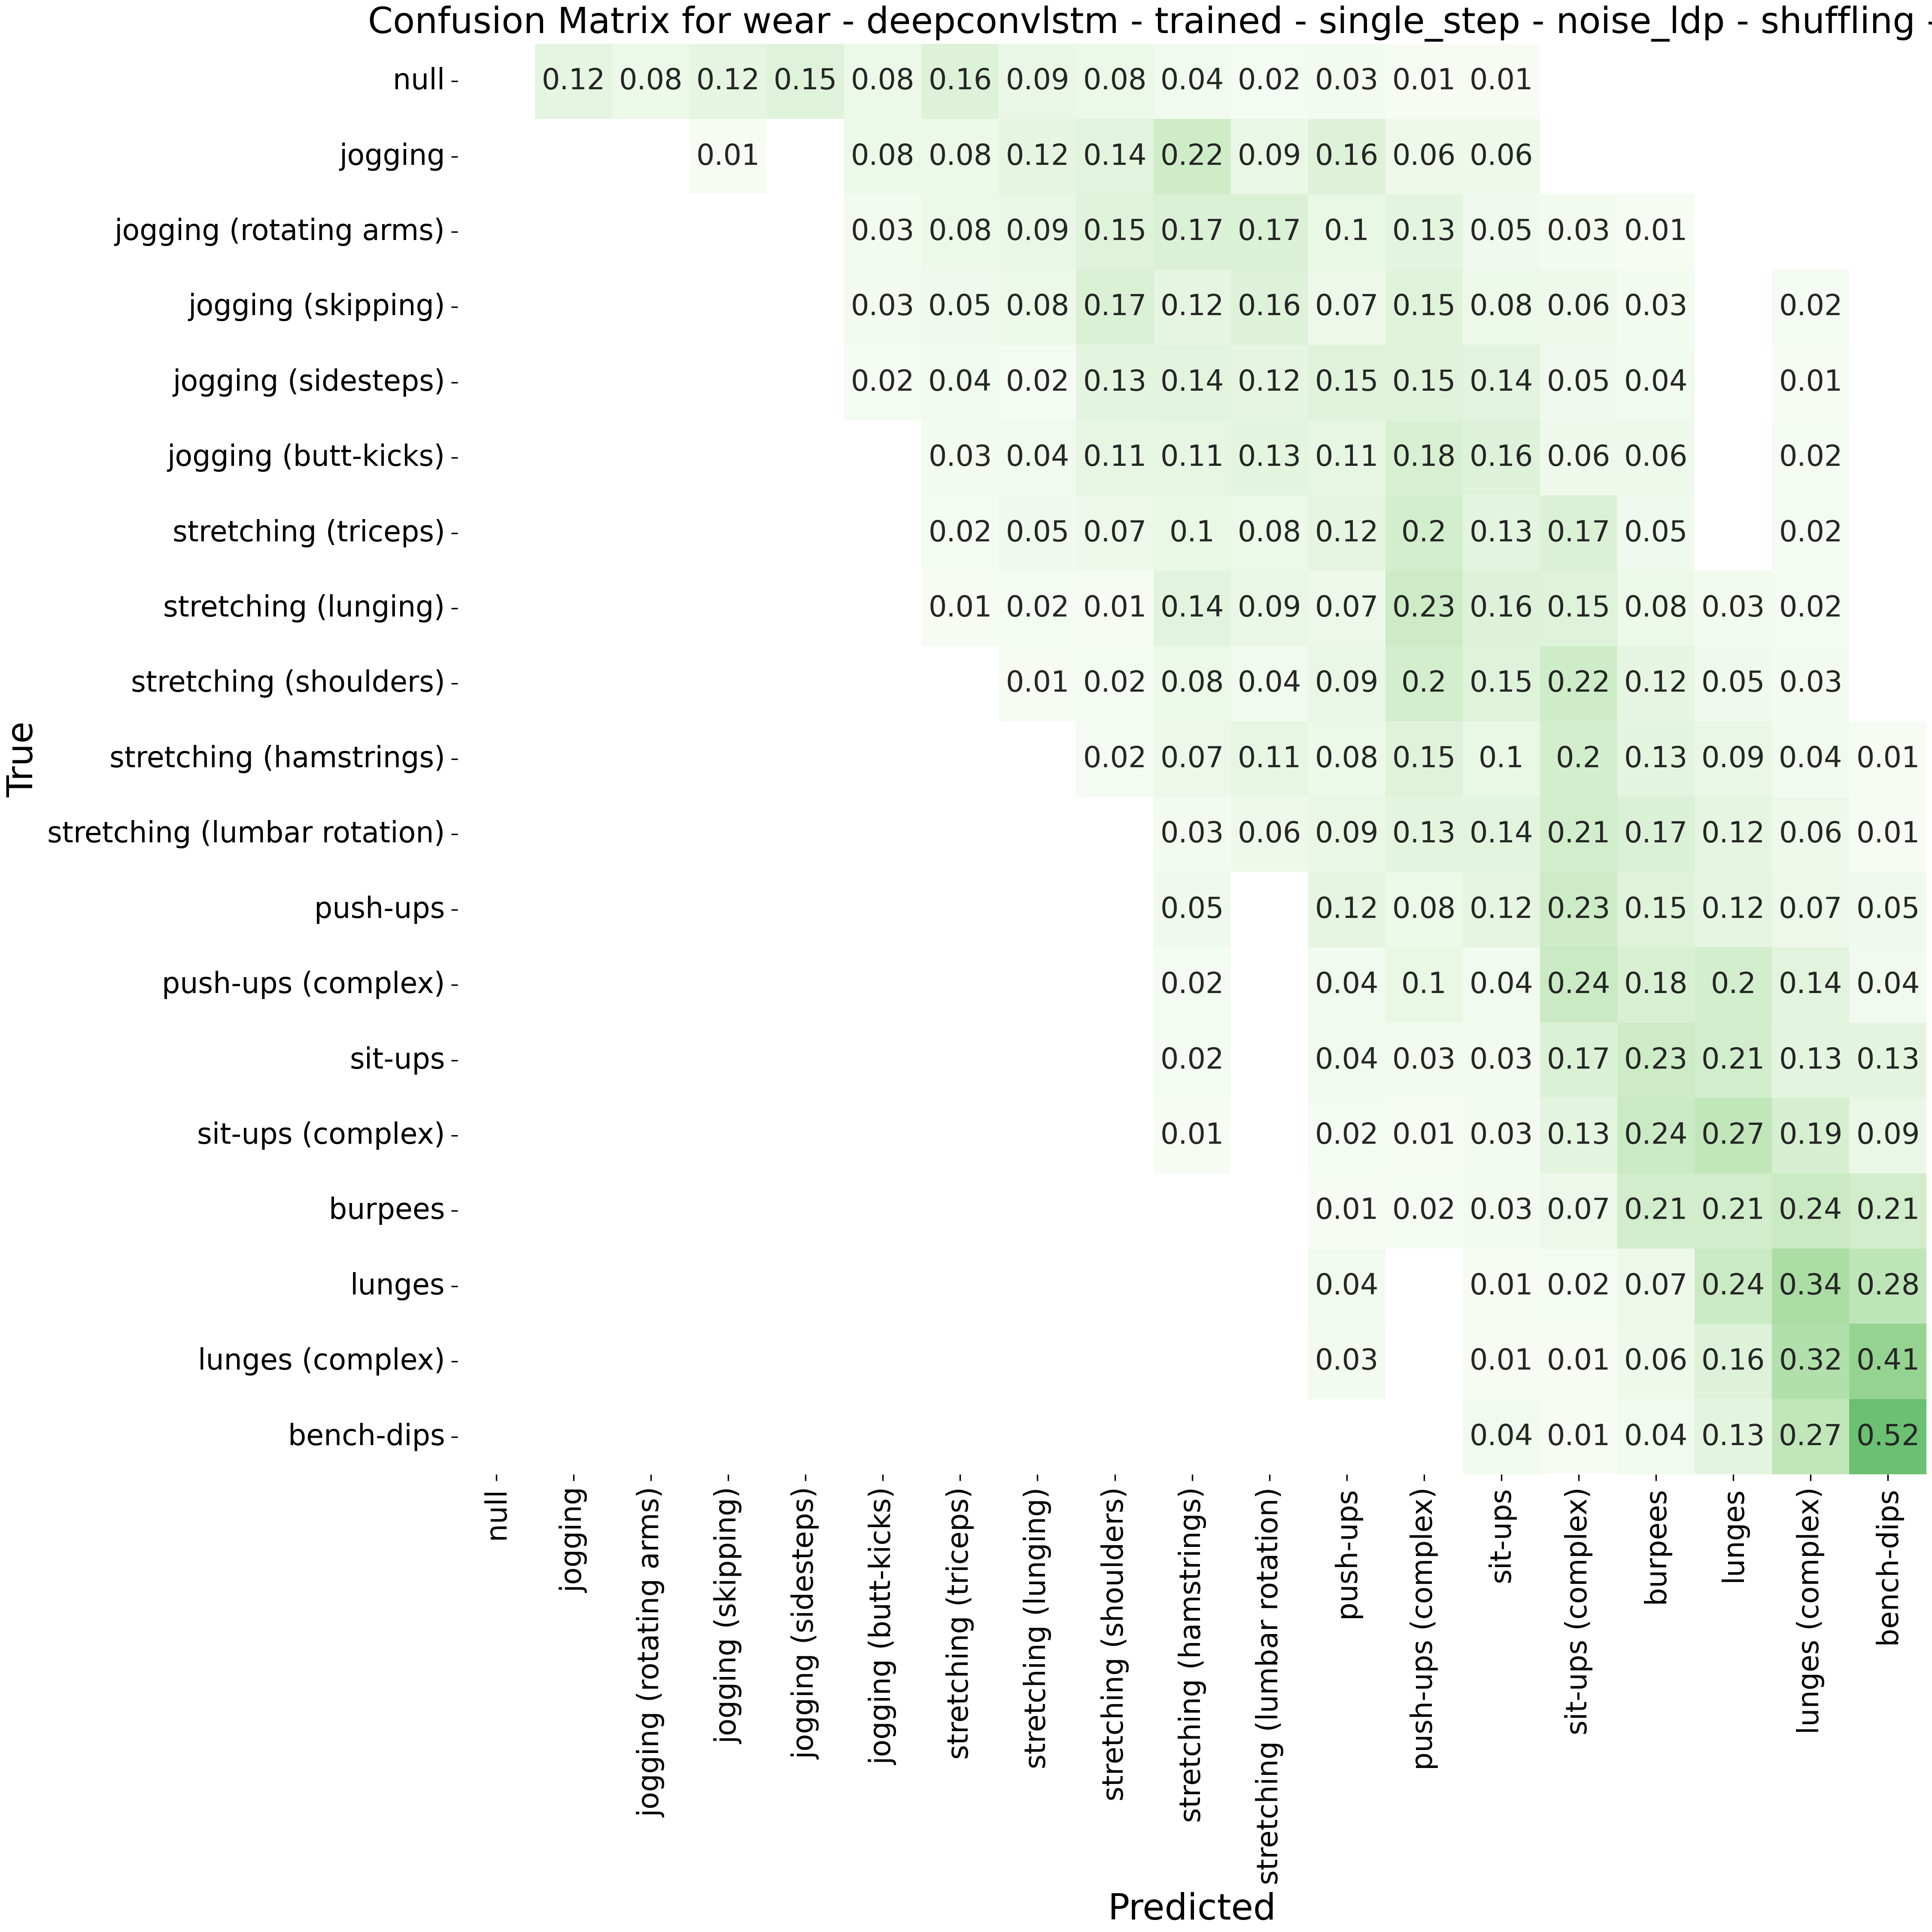 Confusion Matrix for wear - deepconvlstm - trained - single_step - noise_ldp - shuffling -
null 0.12 0.08 0.12 0.15 0.08 0.16 0.09 0.08 0.04 0.02 0.03 0.01 0.01
jogging 0.01 0.08 0.08 0.12 0.14 0.22 0.09 0.16 0.06 0.06
jogging (rotating arms) 0.03 0.08 0.09 0.15 0.17 0.17 0.1 0.13 0.05 0.03 0.01
jogging (skipping) 0.03 0.05 0.08 0.17 0.12 0.16 0.07 0.15 0.08 0.06 0.03 0.02
jogging (sidesteps) 0.02 0.04 0.02 0.13 0.14 0.12 0.15 0.15 0.14 0.05 0.04 0.01
jogging (butt-kicks) 0.03 0.04 0.11 0.11 0.13 0.11 0.18 0.16 0.06 0.06 0.02
stretching (triceps) 0.02 0.05 0.07 0.1 0.08 0.12 0.2 0.13 0.17 0.05 0.02
stretching (lunging) 0.01 0.02 0.01 0.14 0.09 0.07 0.23 0.16 0.15 0.08 0.03 0.02
stretching (shoulders) 0.01 0.02 0.08 0.04 0.09 0.2 0.15 0.22 0.12 0.05 0.03
stretching (hamstrings) 0.02 0.07 0.11 0.08 0.15 0.1 0.2 0.13 0.09 0.04 0.01
stretching (lumbar rotation) 0.03 0.06 0.09 0.13 0.14 0.21 0.17 0.12 0.06 0.01
push-ups 0.05 0.12 0.08 0.12 0.23 0.15 0.12 0.07 0.05
push-ups (complex) 0.02 0.04 0.1 0.04 0.24 0.18 0.2 0.14 0.04
sit-ups 0.02 0.04 0.03 0.03 0.17 0.23 0.21 0.13 0.13
sit-ups (complex) 0.01 0.02 0.01 0.03 0.13 0.24 0.27 0.19 0.09
burpees 0.01 0.02 0.03 0.07 0.21 0.21 0.24 0.21
lunges 0.04 0.01 0.02 0.07 0.24 0.34 0.28
lunges (complex) 0.03 0.01 0.01 0.06 0.16 0.32 0.41
bench-dips 0.04 0.01 0.04 0.13 0.27 0.52
True
null
jogging
jogging (rotating arms)
jogging (skipping)
jogging (sidesteps)
jogging (butt-kicks)
stretching (triceps)
stretching (lunging)
stretching (shoulders)
stretching (hamstrings)
stretching (lumbar rotation)
push-ups
push-ups (complex)
sit-ups
sit-ups (complex)
burpees
lunges
lunges (complex)
bench-dips
Predicted